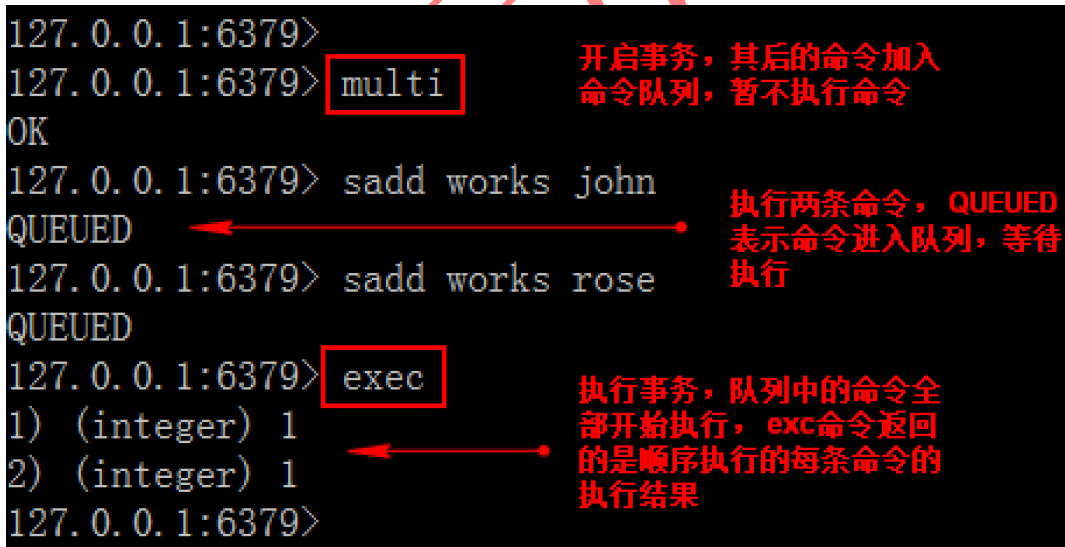 127.0.0.1:6379>
127.0.0.1:6379> multi
开启事务，其后的命令加入
命令队列，暂不执行命令
OK
127.0.0.1:6379> sadd works john
QUEUED
执行两条命令，QUEUED
表示命令进入队列，等待
执行
127.0.0.1:6379> sadd works rose
QUEUED
127.0.0.1:6379> exec
1) (integer) 1
2) (integer) 1
执行事务，队列中的命令全
部开始执行，exc命令返回
的是顺序执行的每条命令的
执行结果
127.0.0.1:6379>